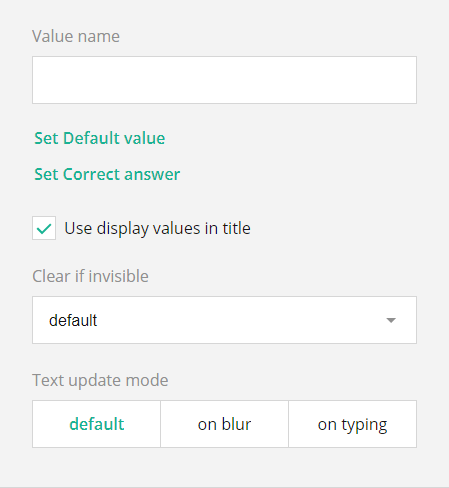 Value name
Set Default value
Set Correct answer
Use display values in title
Clear if invisible
default
Text update mode
default on blur on typing